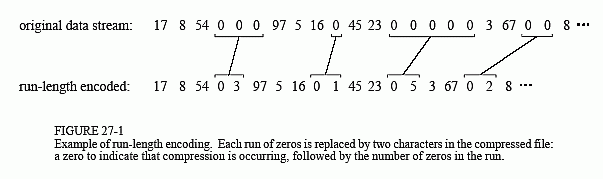 original data stream: 17 8 54 0 0 0 97 5 16 0 45 23 0 0 0 0 0 3 67 0 0 8 •••
run-length encoded: 17 8 54 0 3 97 5 16 0 1 45 23 0 5 3 67 0 2 8 •••
FIGURE 27-1
Example of run-length encoding. Each run of zeros is replaced by two characters in the compressed file:
a zero to indicate that compression is occurring, followed by the number of zeros in the run.